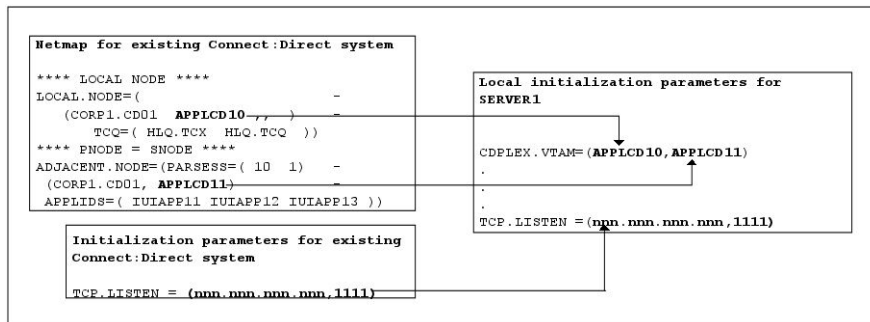 Netmap for existing Connect:Direct system
**** LOCAL NODE ****
LOCAL.NODE=( -
(CORP1.CD01 APPLCD10 ,, ) -
TCQ=( HLQ.TCX HLQ.TCQ ))
**** PNODE = SNODE ****
ADJACENT.NODE=(PARSESS=( 10 1) -
(CORP1.CD01, APPLCD11) -
APPLIDS=( IUIAPP11 IUIAPP12 IUIAPP13 ))
Initialization parameters for existing
Connect:Direct system
TCP.LISTEN = (nnn.nnn.nnn.nnn,1111)
Local initialization parameters for
SERVER1
CDPLEX.VTAM=(APPLCD10,APPLCD11)
.
.
.
TCP.LISTEN =(nnn.nnn.nnn.nnn,1111)